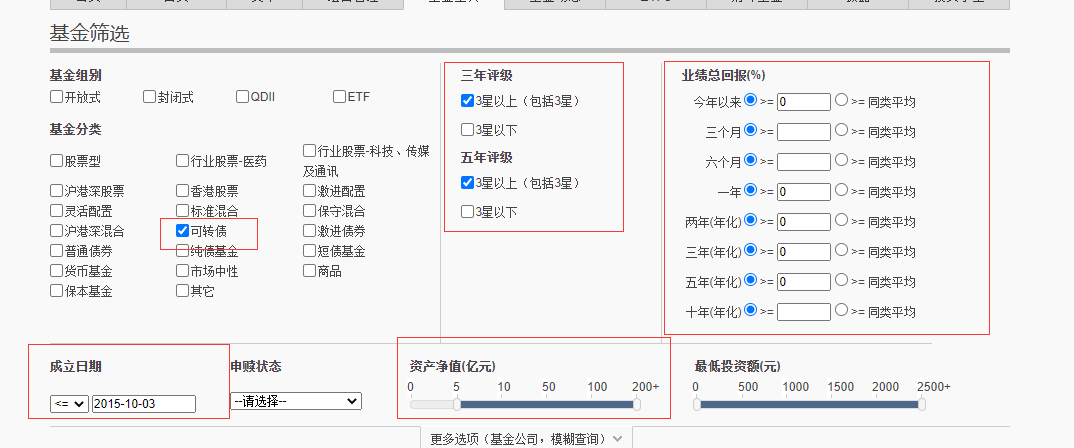 基金筛选
基金组别
开放式 封闭式 QDII ETF
基金分类
股票型 行业股票-医药 行业股票-科技、传媒及通讯
沪港深股票 香港股票 激进配置
灵活配置 标准混合 保守混合
沪港深混合 可转债 激进债券
普通债券 纯债基金 短债基金
货币基金 市场中性 商品
保本基金 其它
三年评级
3星以上（包括3星）
3星以下
五年评级
3星以上（包括3星）
3星以下
业绩总回报(%)
今年以来 >= 0 >= 同类平均
三个月 >= >= 同类平均
六个月 >= >= 同类平均
一年 >= 0 >= 同类平均
两年(年化) >= 0 >= 同类平均
三年(年化) >= 0 >= 同类平均
五年(年化) >= 0 >= 同类平均
十年(年化) >= >= 同类平均
成立日期
<= 2015-10-03
申赎状态
--请选择--
资产净值(亿元)
0 5 10 50 100 200+
最低投资额(元)
0 500 1000 1500 2000 2500+
更多选项（基金公司，模糊查询）